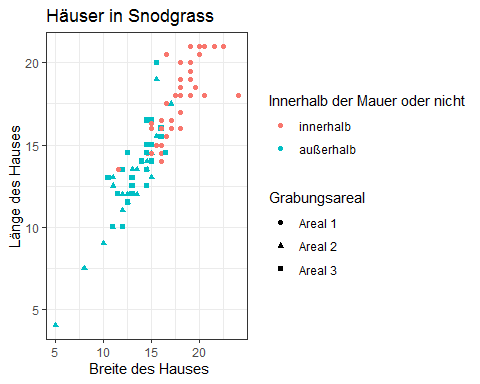 Häuser in Snodgrass
Länge des Hauses
20
15
10
5
5
10
15
20
Breite des Hauses
Innerhalb der Mauer oder nicht
innerhalb
außerhalb
Grabungsareal
Areal 1
Areal 2
Areal 3